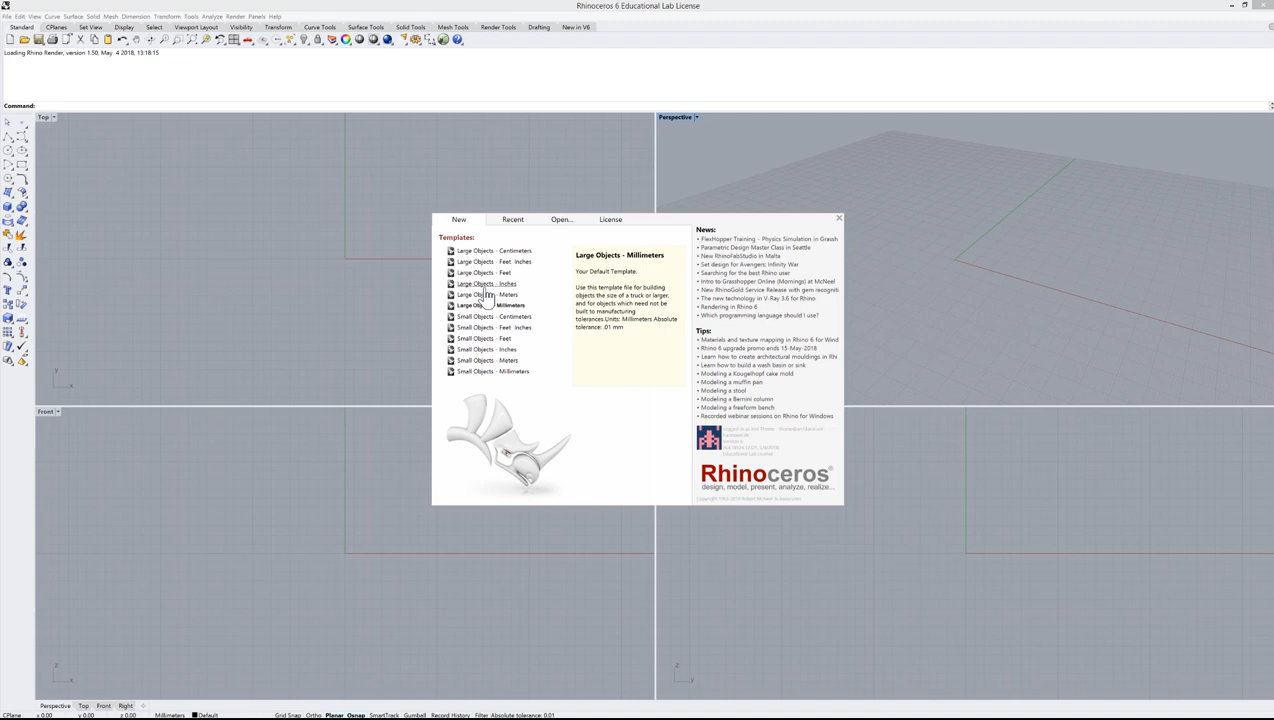 Rhinoceros 6 Educational Lab License
File Edit View Curve Surface Solid Mesh Dimension Transform Tools Analyze Render Panels Help
Standard CPlanes Set View Display Select Viewport Layout Visibility Transform Curve Tools Surface Tools Solid Tools Mesh Tools Render Tools Drafting New in V6
Loading Rhino Render, version 1.50, May 4 2018, 13:18:15
Command:
Top
Perspective
New Recent Open... License
Templates:
Large Objects - Centimeters
Large Objects - Feet Inches
Large Objects - Feet
Large Objects - Inches
Large Meters
Large Millimeters
Small Objects - Centimeters
Small Objects - Feet Inches
Small Objects - Feet
Small Objects - Inches
Small Objects - Meters
Small Objects - Millimeters
Large Objects - Millimeters
Your Default Template.
Use this template file for building
objects the size of a truck or larger,
and for objects which need not be
built to manufacturing
tolerances.Units: Millimeters Absolute
tolerance: .01 mm
News:
• FlexHopper Training - Physics Simulation in Grassh
• Parametric Design Master Class in Seattle
• New RhinoFabStudio in Malta
• Set design for Avengers: Infinity War
• Searching for the best Rhino user
• Intro to Grasshopper Online (Mornings) at McNeel
• New RhinoGold Service Release with gem recogniti
• The new technology in V-Ray 3.6 for Rhino
• Rendering in Rhino 6
• Which programming language should I use?
Tips:
• Materials and texture mapping in Rhino 6 for Wind
• Rhino 6 upgrade promo ends 15-May-2018
• Learn how to create architectural mouldings in Rhi
• Learn how to build a wash basin or sink
• Modeling a Kougelhopf cake mold
• Modeling a muffin pan
• Modeling a stool
• Modeling a Bernini column
• Modeling a freeform bench
• Recorded webinar sessions on Rhino for Windows
Educational Lab License
Rhinoceros®
design, model, present, analyze, realize...
y
x
Front
z
x
z
y
Perspective Top Front Right
CPlane x 0.00 y 0.00 z 0.00 Millimeters Default Grid Snap Ortho Planar Osnap SmartTrack Gumball Record History Filter Absolute tolerance: 0.01